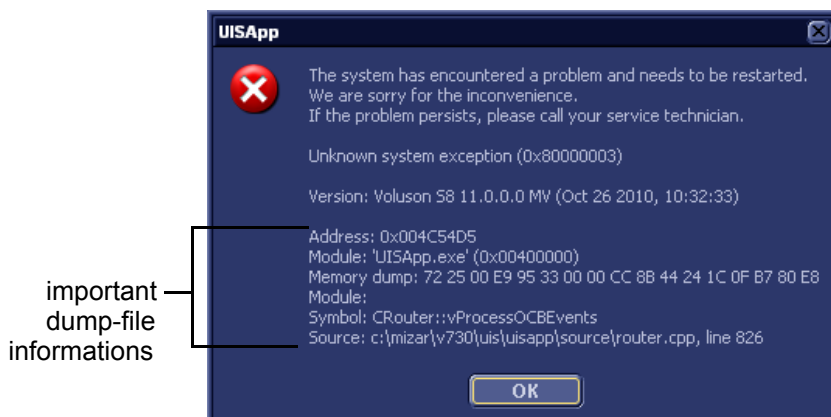 UISApp
The system has encountered a problem and needs to be restarted.
We are sorry for the inconvenience.
If the problem persists, please call your service technician.
Unknown system exception (0x80000003)
Version: Voluson S8 11.0.0.0 MV (Oct 26 2010, 10:32:33)
Address: 0x004C54D5
Module: 'UISApp.exe' (0x00400000)
Memory dump: 72 25 00 E9 95 33 00 00 CC 8B 44 24 1C 0F B7 80 E8
Module:
Symbol: CRouter::vProcessOCBEvents
Source: c:\mizar\v730\uis\uisapp\source\router.cpp, line 826
important
dump-file
informations
OK